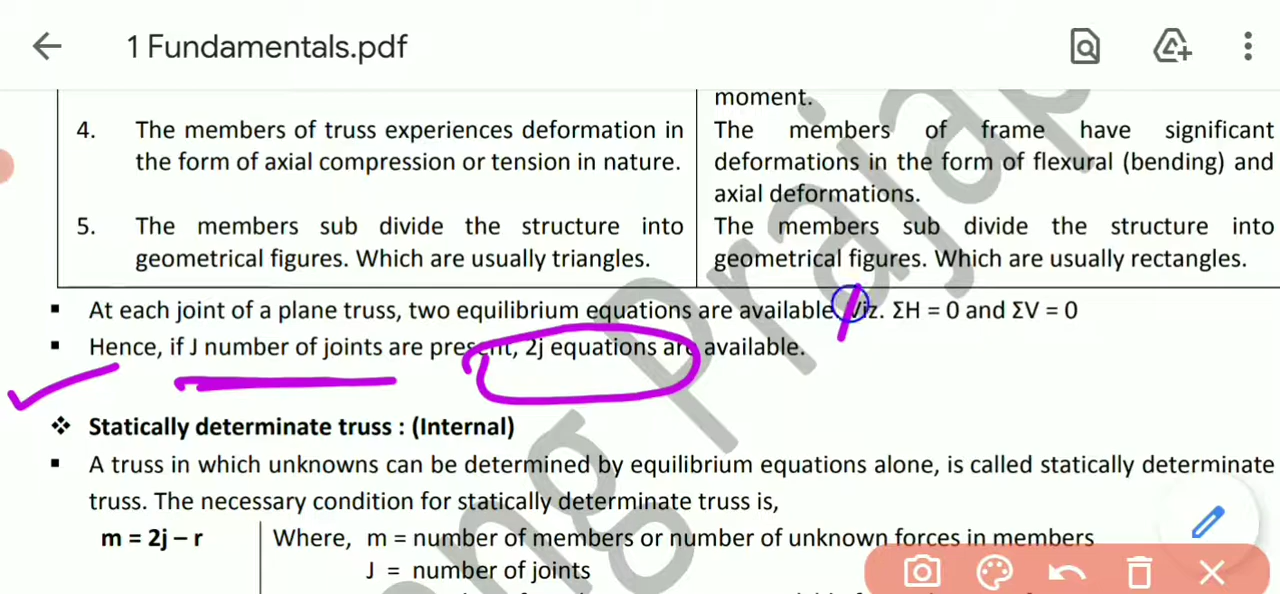 1 Fundamentals.pdf
moment.
4. The members of truss experiences deformation in
the form of axial compression or tension in nature.
The members of frame have significant
deformations in the form of flexural (bending) and
axial deformations.
5. The members sub divide the structure into
geometrical figures. Which are usually triangles.
The members sub divide the structure into
geometrical figures. Which are usually rectangles.
▪ At each joint of a plane truss, two equilibrium equations are available. Viz. ΣH = 0 and ΣV = 0
▪ Hence, if J number of joints are present, 2j equations are available.
❖ Statically determinate truss : (Internal)
▪ A truss in which unknowns can be determined by equilibrium equations alone, is called statically determinate
truss. The necessary condition for statically determinate truss is,
m = 2j – r
Where, m = number of members or number of unknown forces in members
J = number of joints